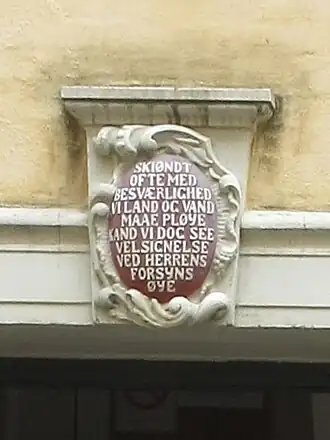 SKIØNDT
OFTE MED
BESVÆRLIGHED
VI LAND OG VAND
MAAE PLØYE
KAND VI DOG SEE
VELSIGNELSE
VED HERRENS
FORSYNS
ØYE